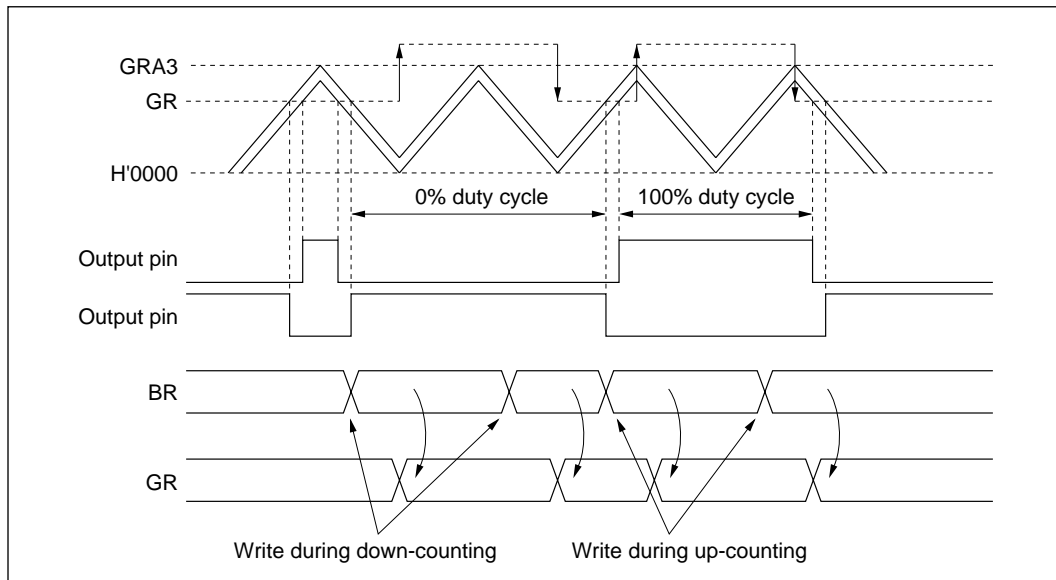 GRA3
GR
H'0000
0% duty cycle
100% duty cycle
Output pin
Output pin
BR
GR
Write during down-counting
Write during up-counting